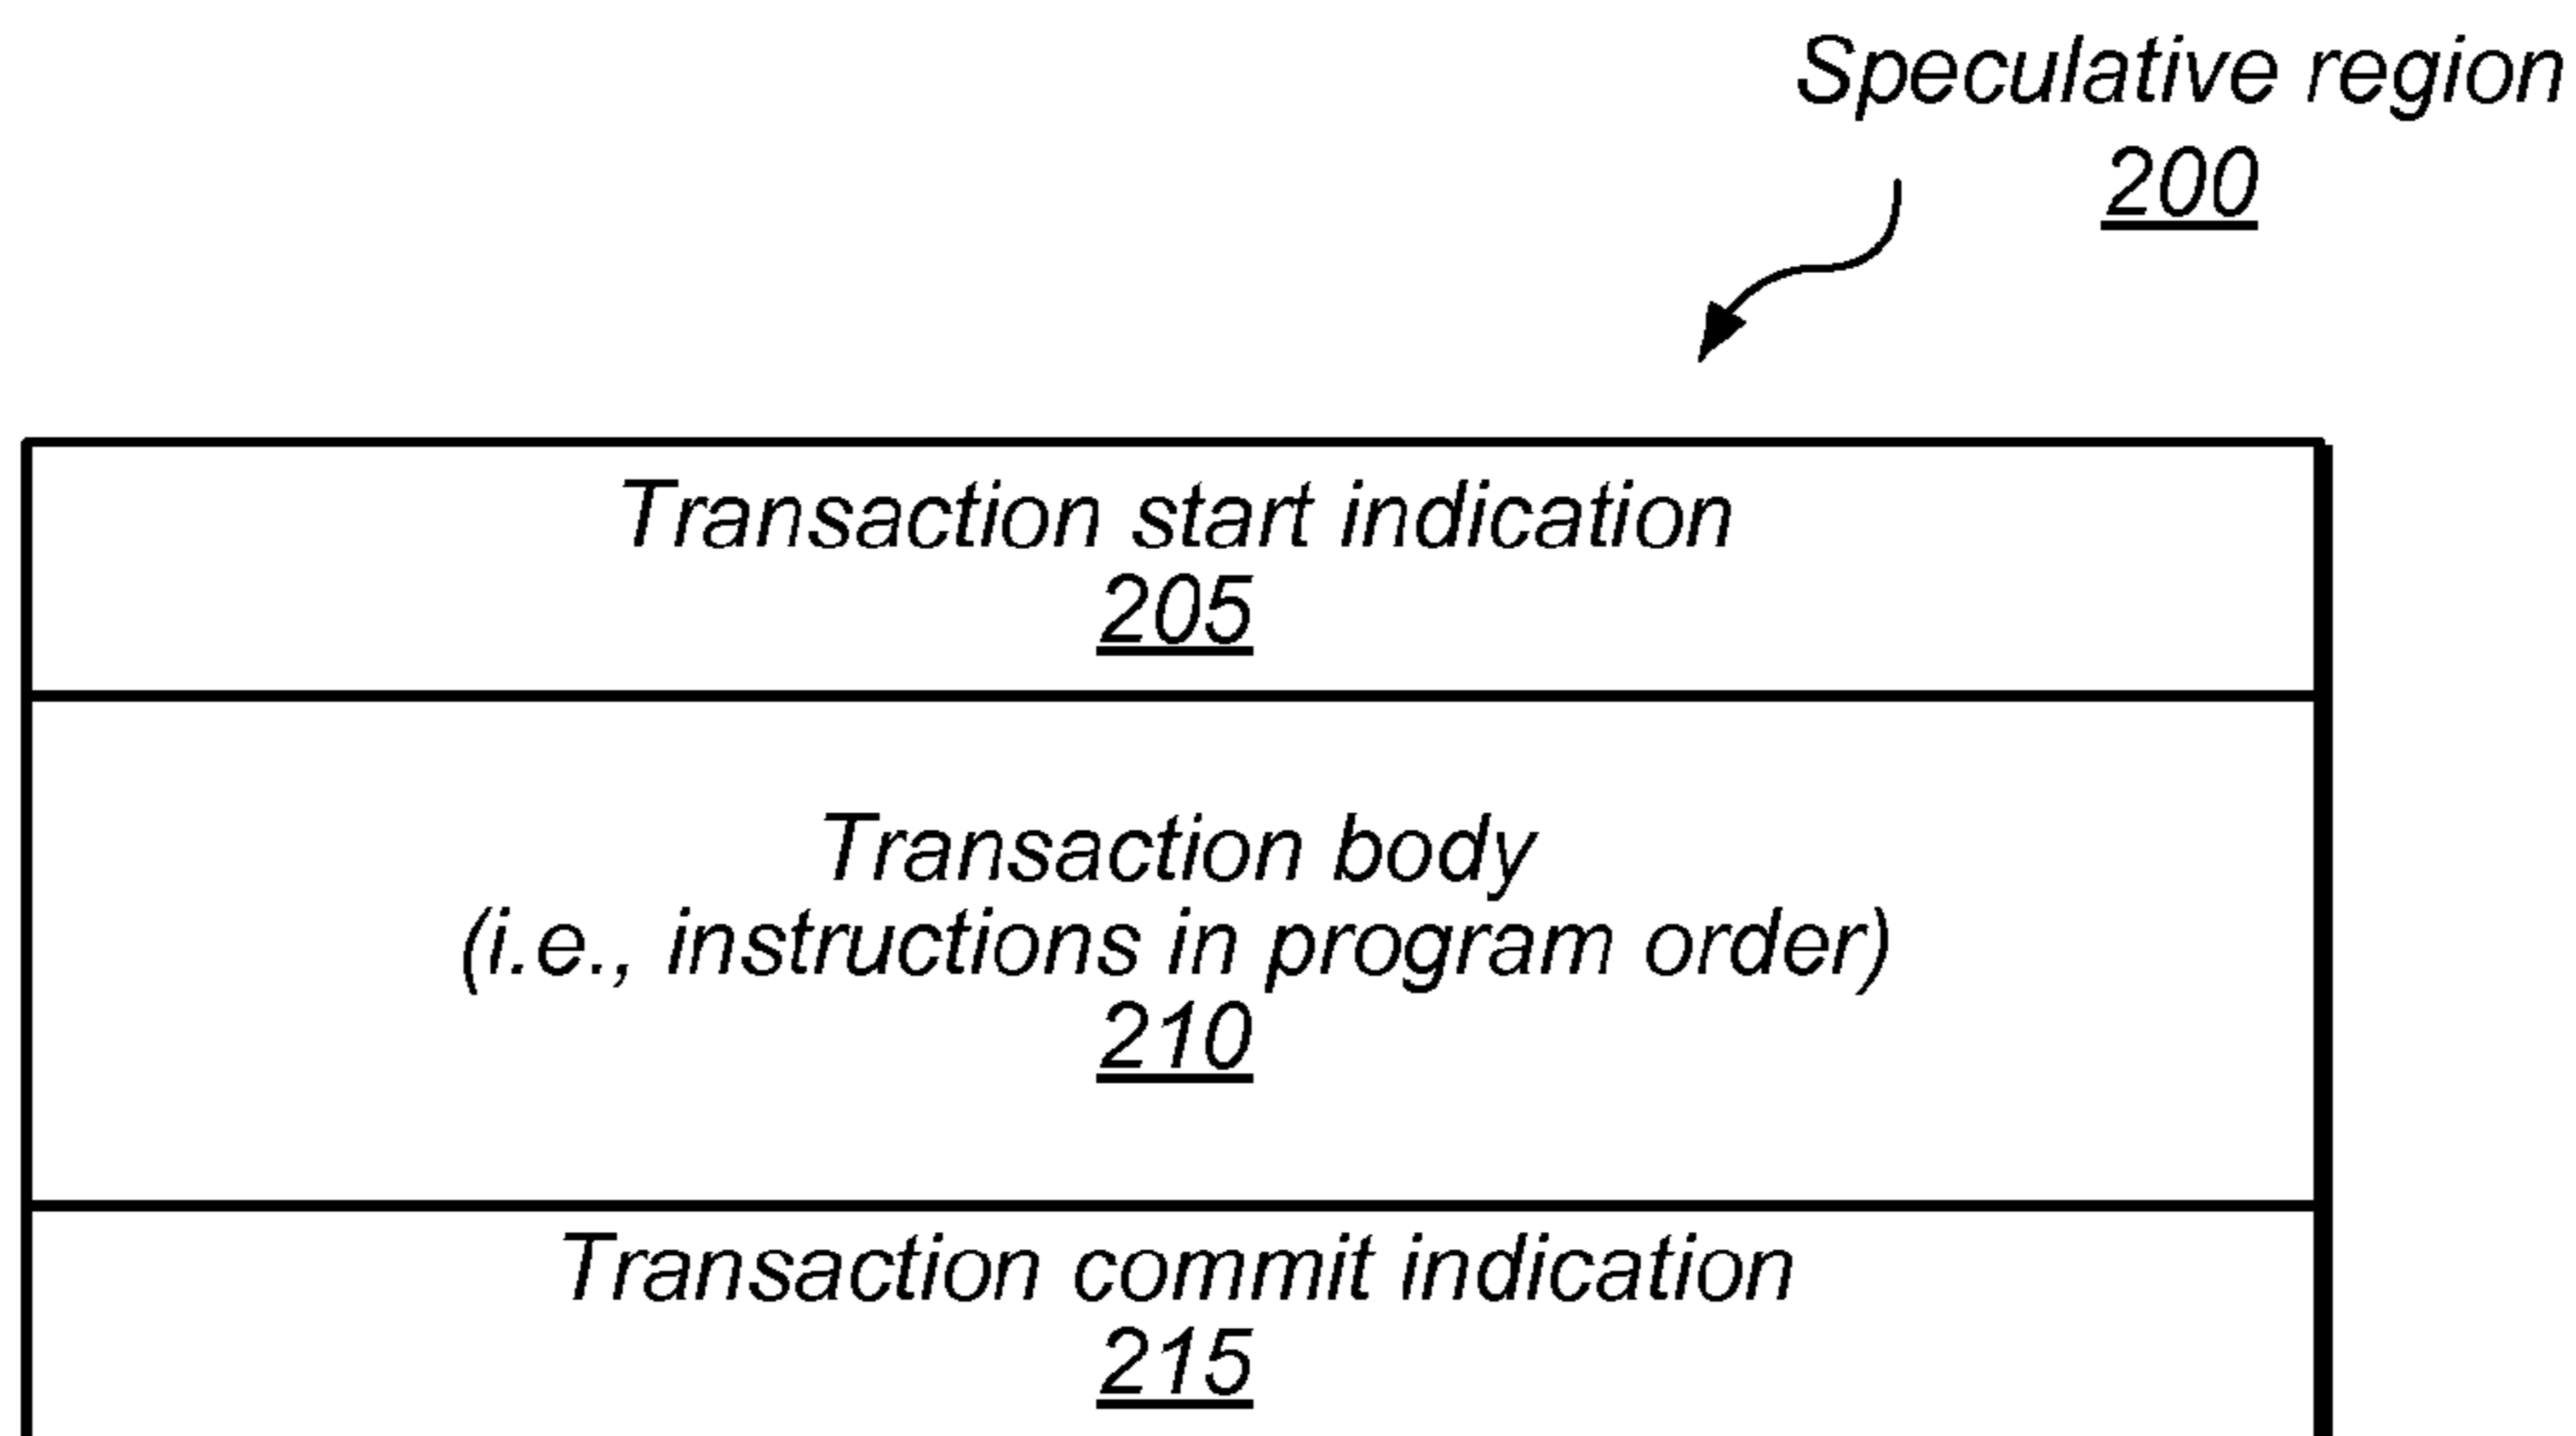 Speculative region
200
Transaction start indication
205
Transaction body
(i.e., instructions in program order)
210
Transaction commit indication
215